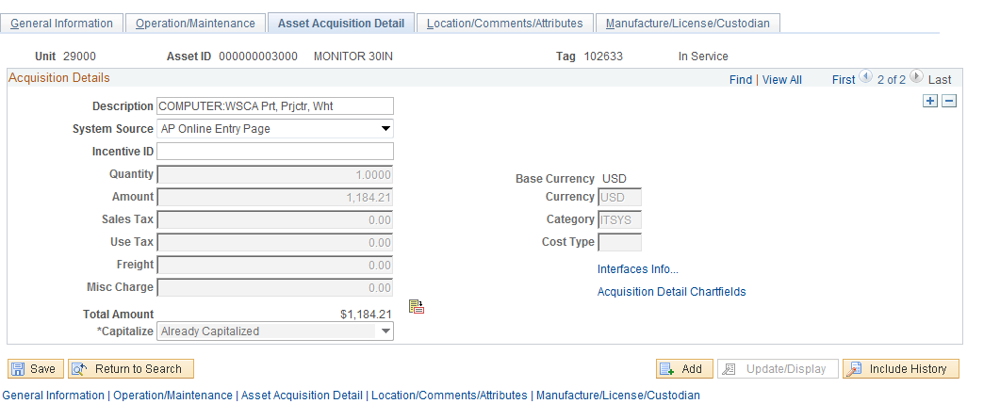 General Information Operation/Maintenance Asset Acquisition Detail Location/Comments/Attributes Manufacture/License/Custodian
Unit 29000 Asset ID 000000003000 MONITOR 30IN Tag 102633 In Service
Acquisition Details Find | View All First 2 of 2 Last
Description COMPUTER:WSCA Prt, Prjctr, Wht
System Source AP Online Entry Page
Incentive ID
Quantity 1.0000 Base Currency USD
Amount 1,184.21 Currency USD
Sales Tax 0.00 Category ITSYS
Use Tax 0.00 Cost Type
Freight 0.00 Interfaces Info...
Misc Charge 0.00 Acquisition Detail Chartfields
Total Amount $1,184.21
*Capitalize Already Capitalized
Save Return to Search Add Update/Display Include History
General Information | Operation/Maintenance | Asset Acquisition Detail | Location/Comments/Attributes | Manufacture/License/Custodian